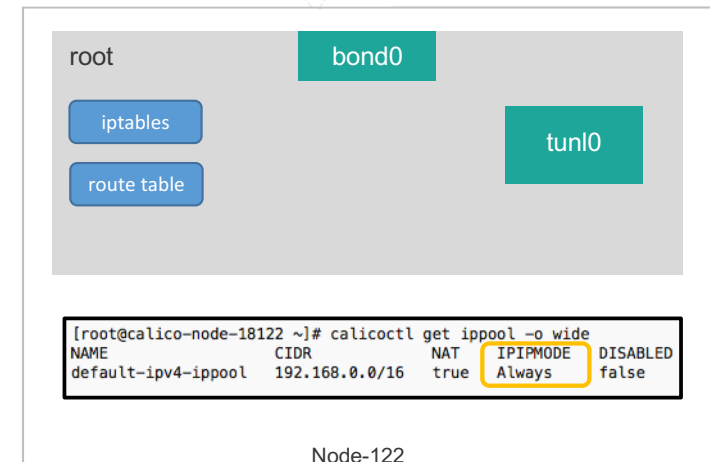 root
bond0
iptables
tunl0
route table
[root@calico-node-18122 ~]# calicoctl get ippool -o wide
NAME CIDR NAT IPIPMODE DISABLED
default-ipv4-ippool 192.168.0.0/16 true Always false
Node-122